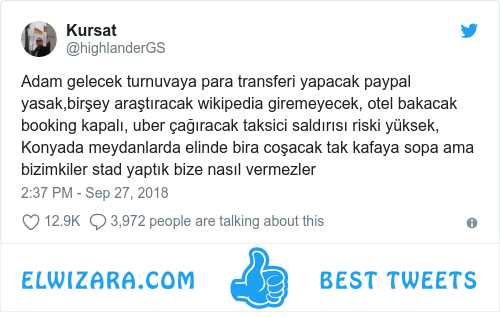 Kursat
@highlanderGS
Adam gelecek turnuvaya para transferi yapacak paypal
yasak,birşey araştıracak wikipedia giremeyecek, otel bakacak
booking kapalı, uber çağıracak taksici saldırısı riski yüksek,
Konyada meydanlarda elinde bira coşacak tak kafaya sopa ama
bizimkiler stad yaptık bize nasıl vermezler
2:37 PM - Sep 27, 2018
12.9K 3,972 people are talking about this
ELWIZARA.COM BEST TWEETS